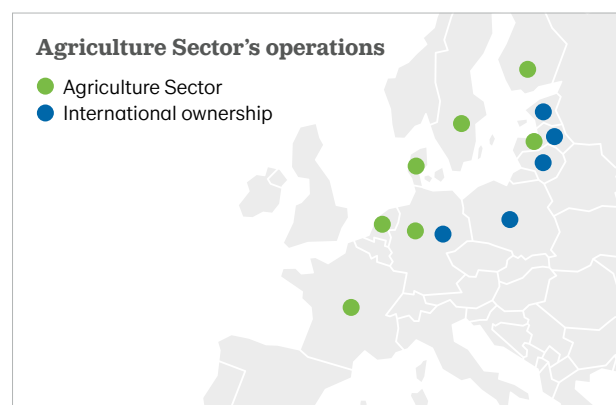 Agriculture Sector’s operations
Agriculture Sector
International ownership